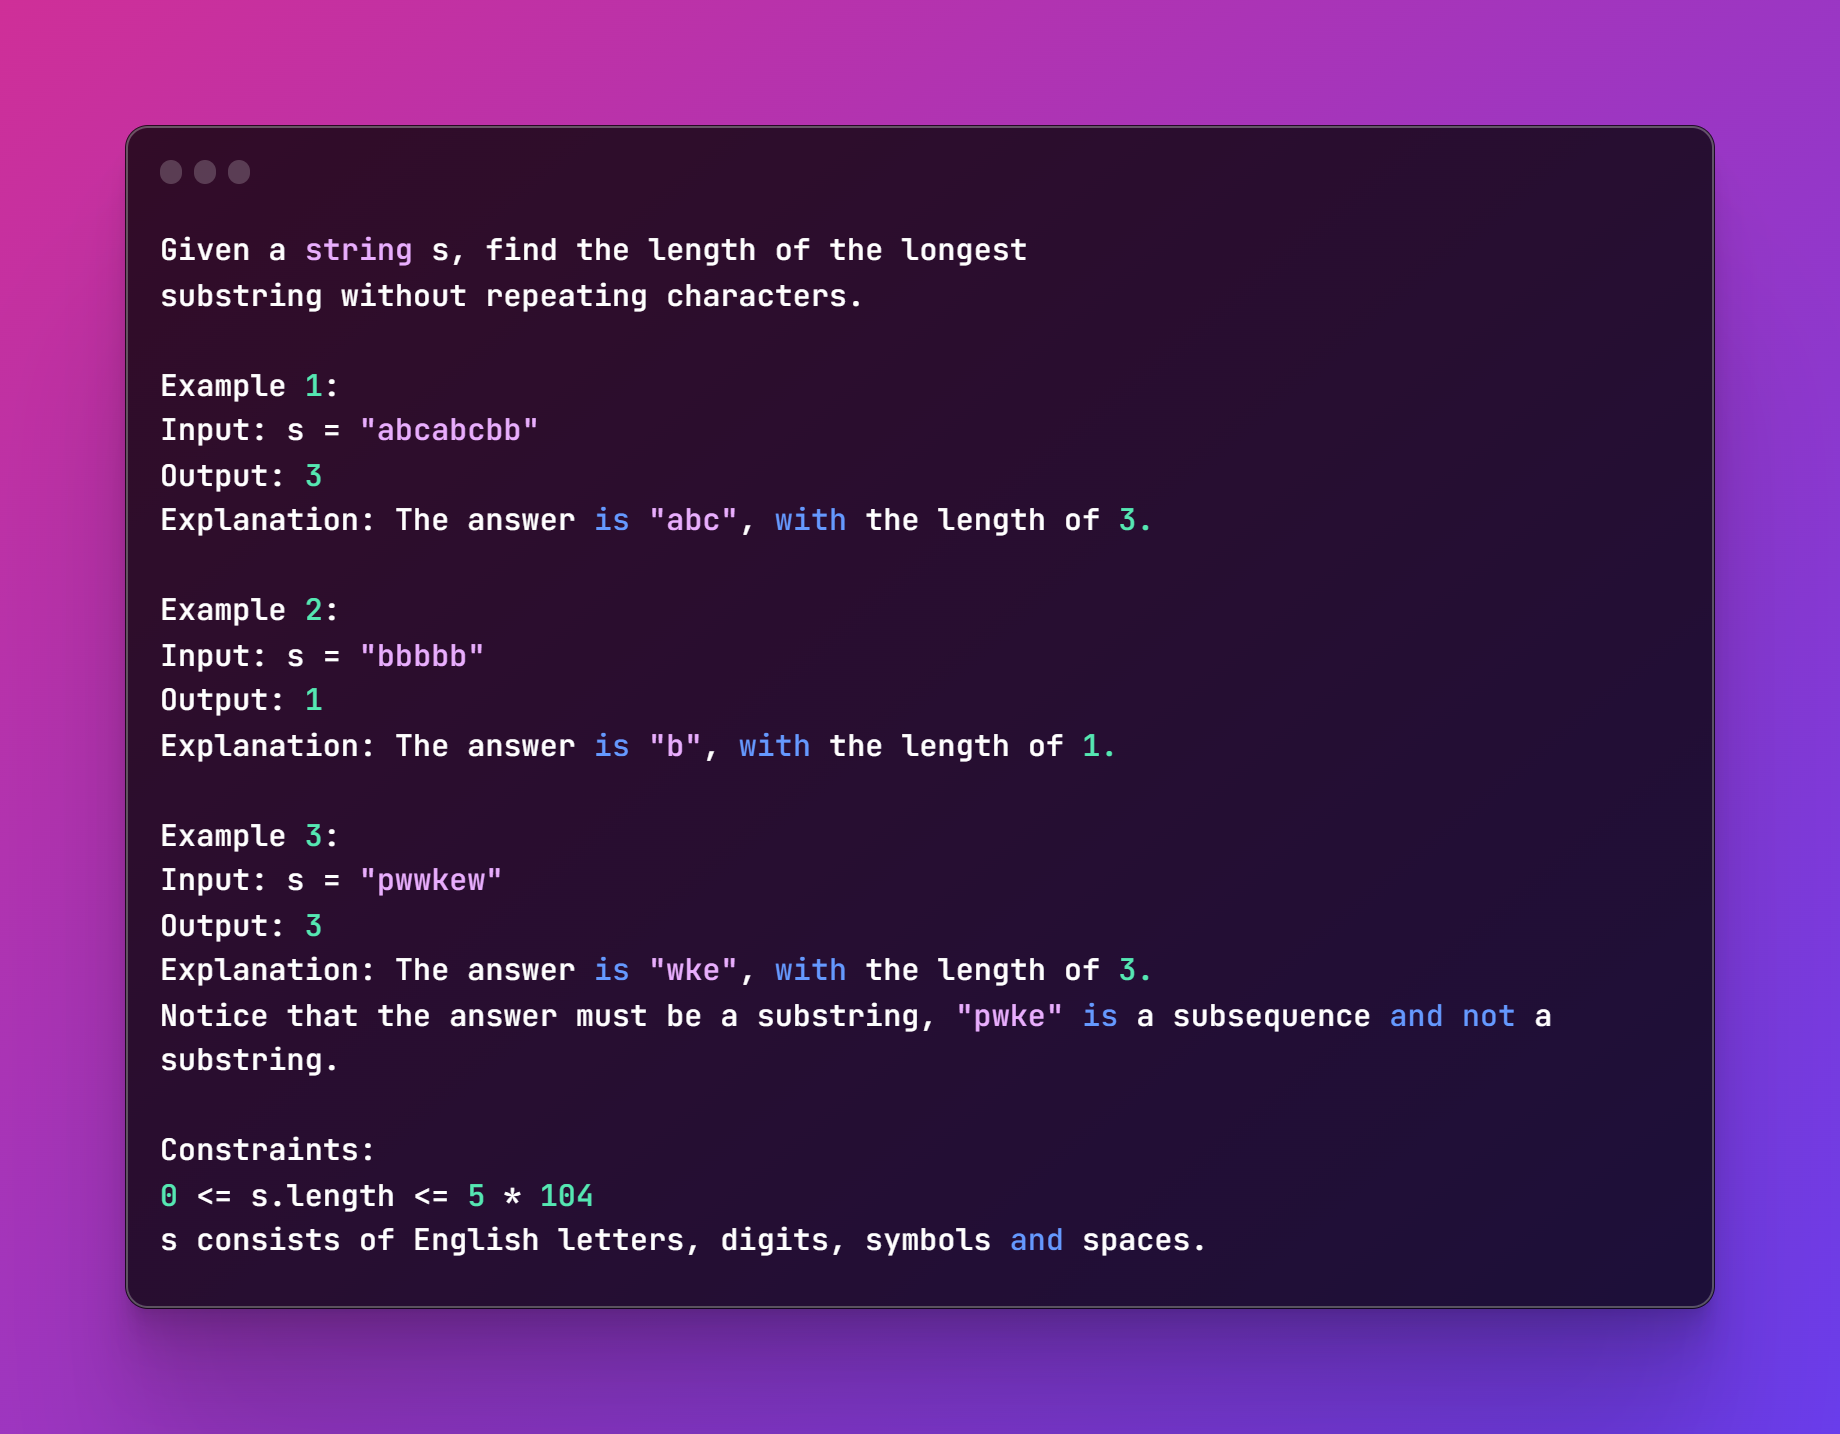 Given a string s, find the length of the longest
substring without repeating characters.

Example 1:
Input: s = "abcabcbb"
Output: 3
Explanation: The answer is "abc", with the length of 3.

Example 2:
Input: s = "bbbbb"
Output: 1
Explanation: The answer is "b", with the length of 1.

Example 3:
Input: s = "pwwkew"
Output: 3
Explanation: The answer is "wke", with the length of 3.
Notice that the answer must be a substring, "pwke" is a subsequence and not a
substring.

Constraints:
0 <= s.length <= 5 * 104
s consists of English letters, digits, symbols and spaces.